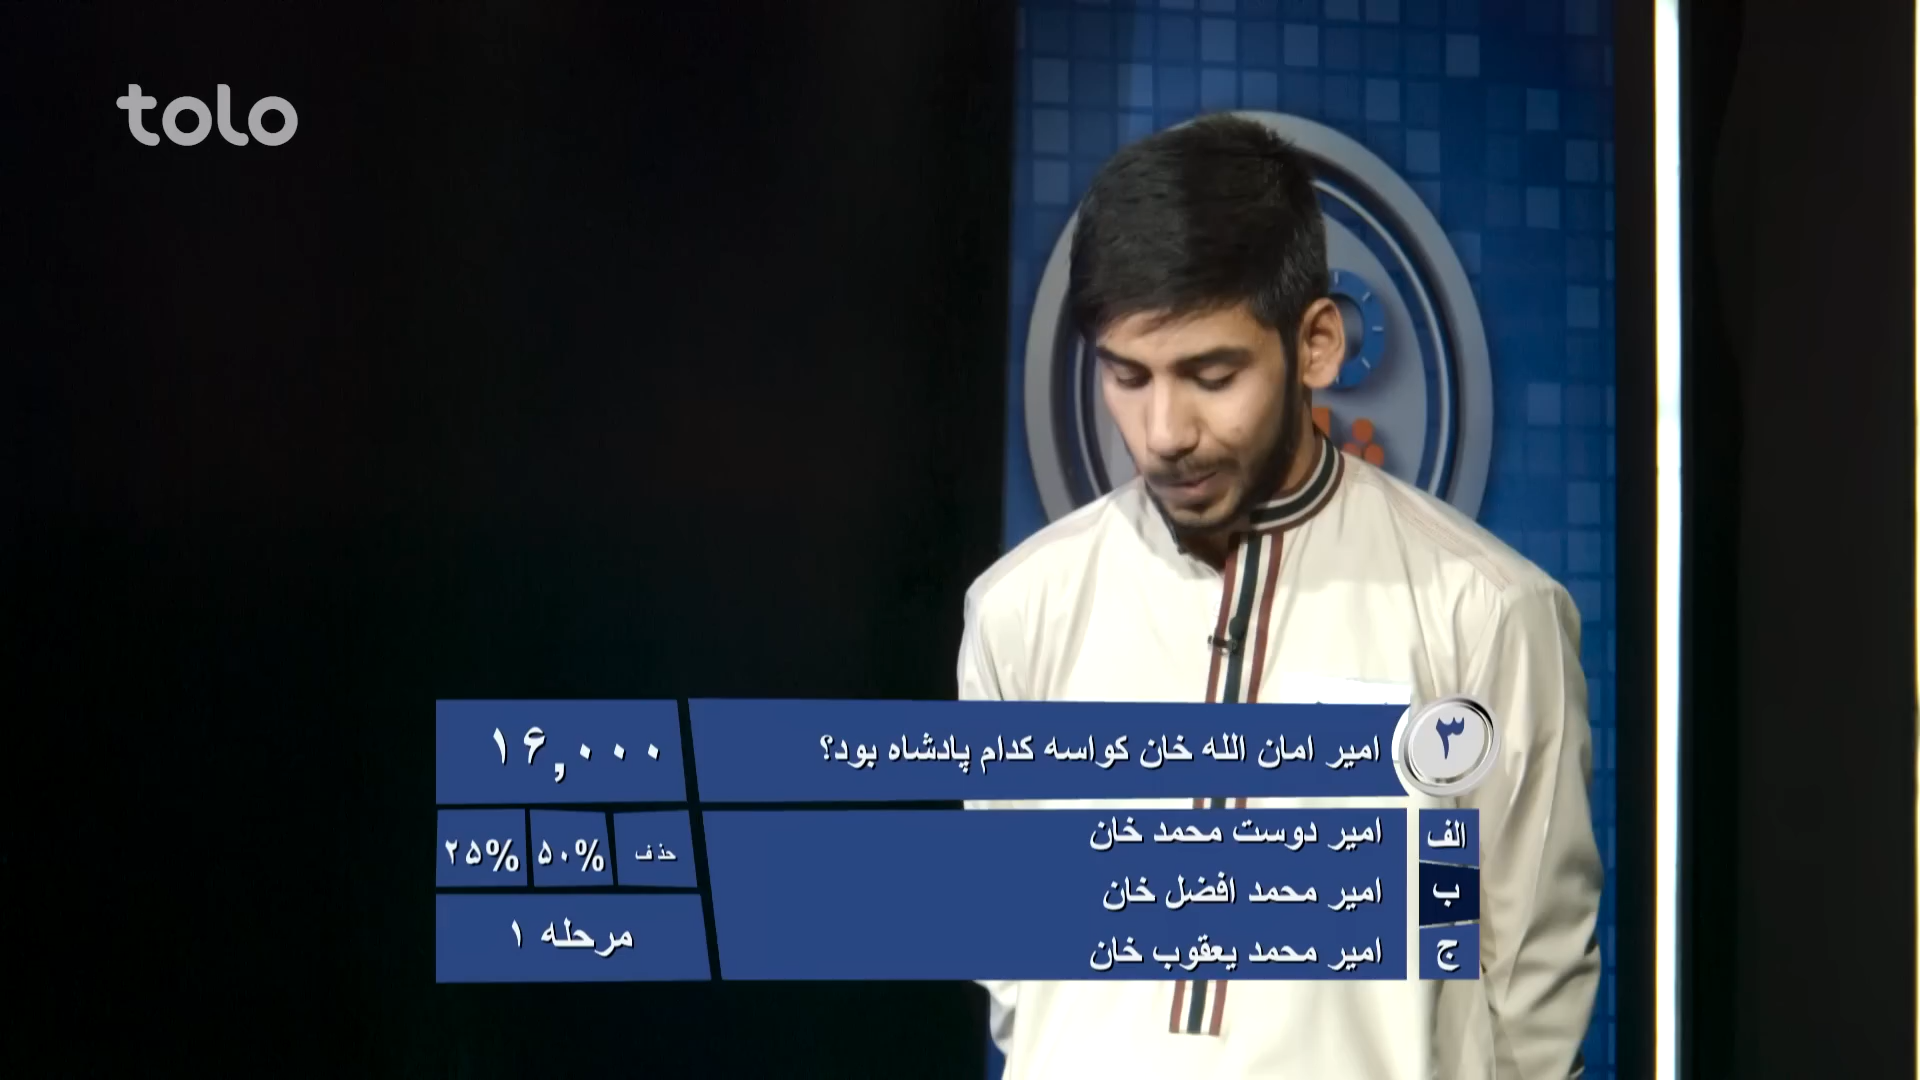 tolo
۳
امیر امان الله خان کواسه کدام پادشاه بود؟
۱۶,۰۰۰
الف
امیر دوست محمد خان
ب
امیر محمد افضل خان
ج
امیر محمد یعقوب خان
حذف
۵۰%
۲۵%
مرحله ۱